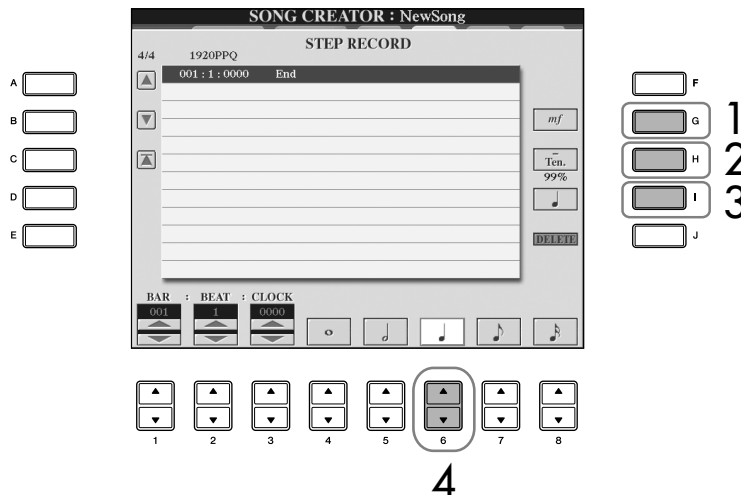 SONG CREATOR : NewSong
STEP RECORD
4/4 1920PPQ
001 : 1 : 0000 End
A
B
C
D
E
mf
Ten.
99%
DELETE
F
G 1
H 2
I 3
J
BAR : BEAT : CLOCK
001 1 0000
1 2 3 4 5 6 7 8
4